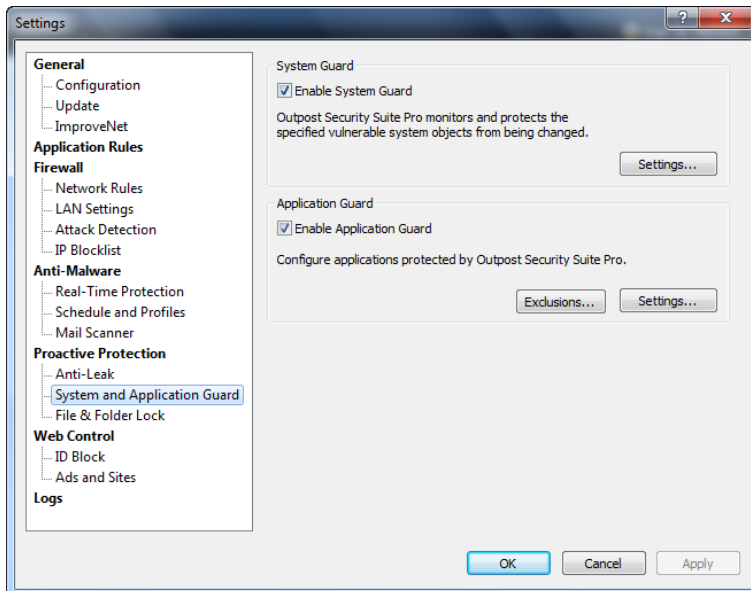 Settings
General
Configuration
Update
ImproveNet
Application Rules
Firewall
Network Rules
LAN Settings
Attack Detection
IP Blocklist
Anti-Malware
Real-Time Protection
Schedule and Profiles
Mail Scanner
Proactive Protection
Anti-Leak
System and Application Guard
File & Folder Lock
Web Control
ID Block
Ads and Sites
Logs
System Guard
Enable System Guard
Outpost Security Suite Pro monitors and protects the
specified vulnerable system objects from being changed.
Settings...
Application Guard
Enable Application Guard
Configure applications protected by Outpost Security Suite Pro.
Exclusions... Settings...
OK Cancel Apply